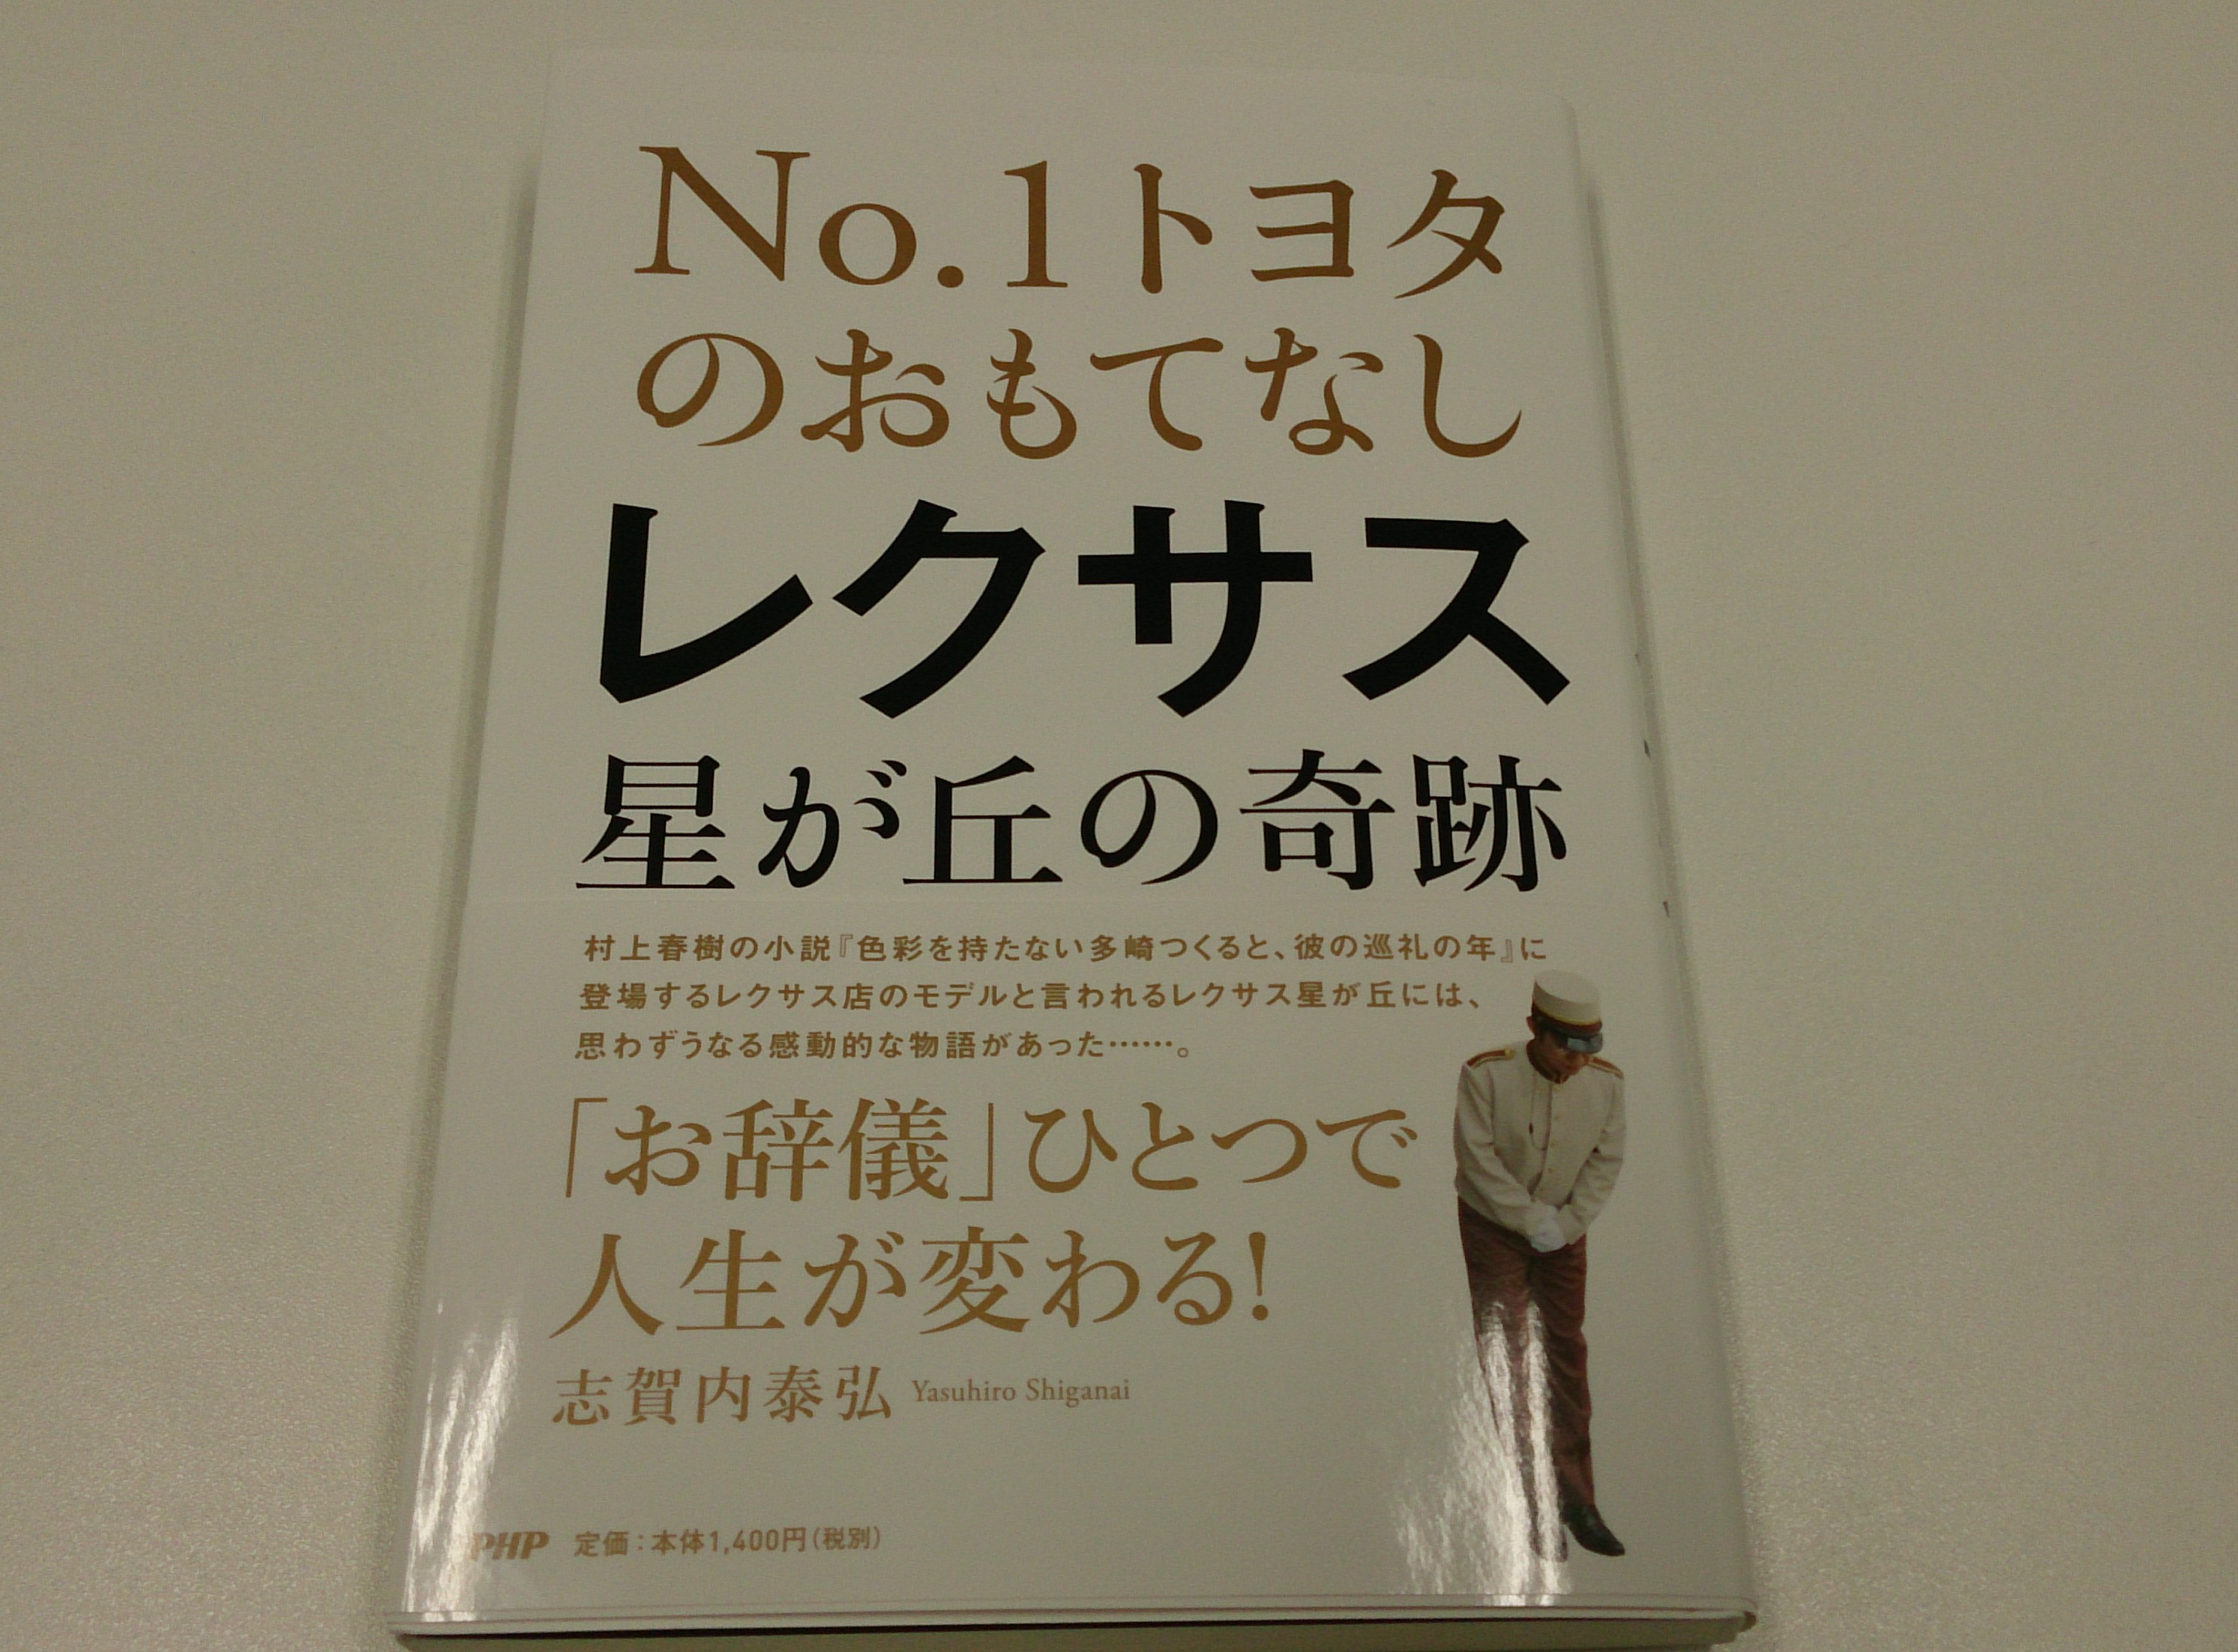 No.1トヨタ
のおもてなし
レクサス
星が丘の奇跡
村上春樹の小説『色彩を持たない多崎つくると、彼の巡礼の年』に
登場するレクサス店のモデルと言われるレクサス星が丘には、
思わずうなる感動的な物語があった……。
「お辞儀」ひとつで
人生が変わる!
志賀内泰弘 Yasuhiro Shiganai
PHP 定価:本体1,400円(税別)